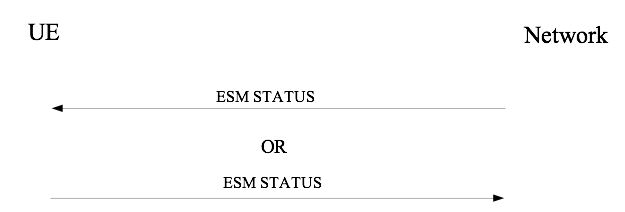 UE
Network
ESM STATUS
OR
ESM STATUS